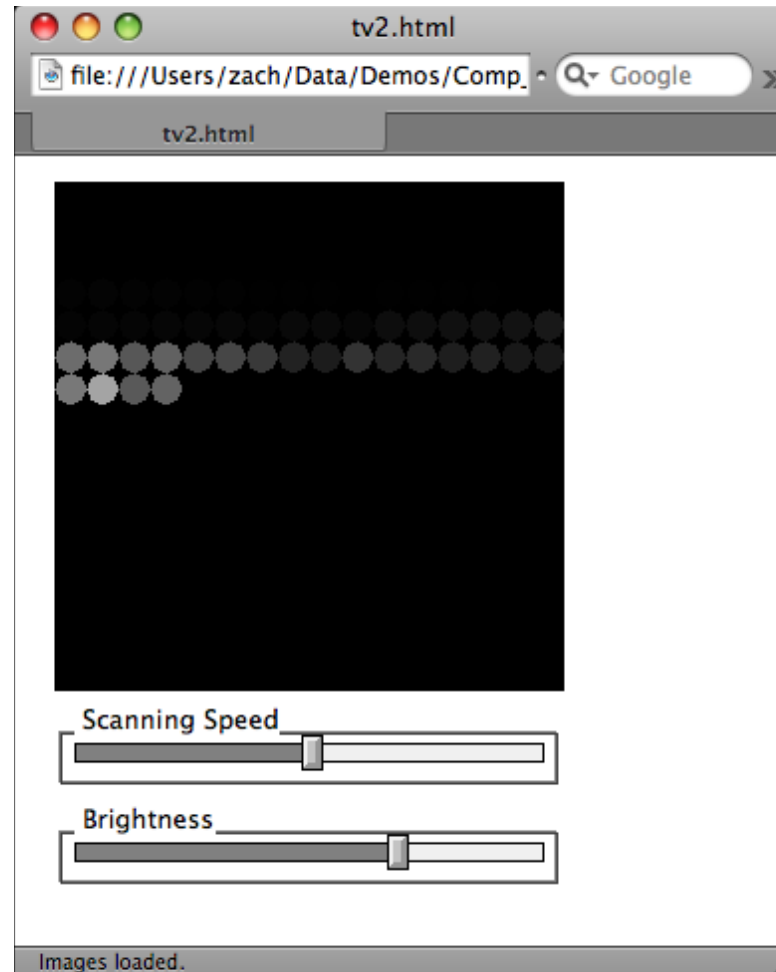 tv2.html
file:///Users/zach/Data/Demos/Comp_ Google
tv2.html
Scanning Speed
Brightness
Images loaded.